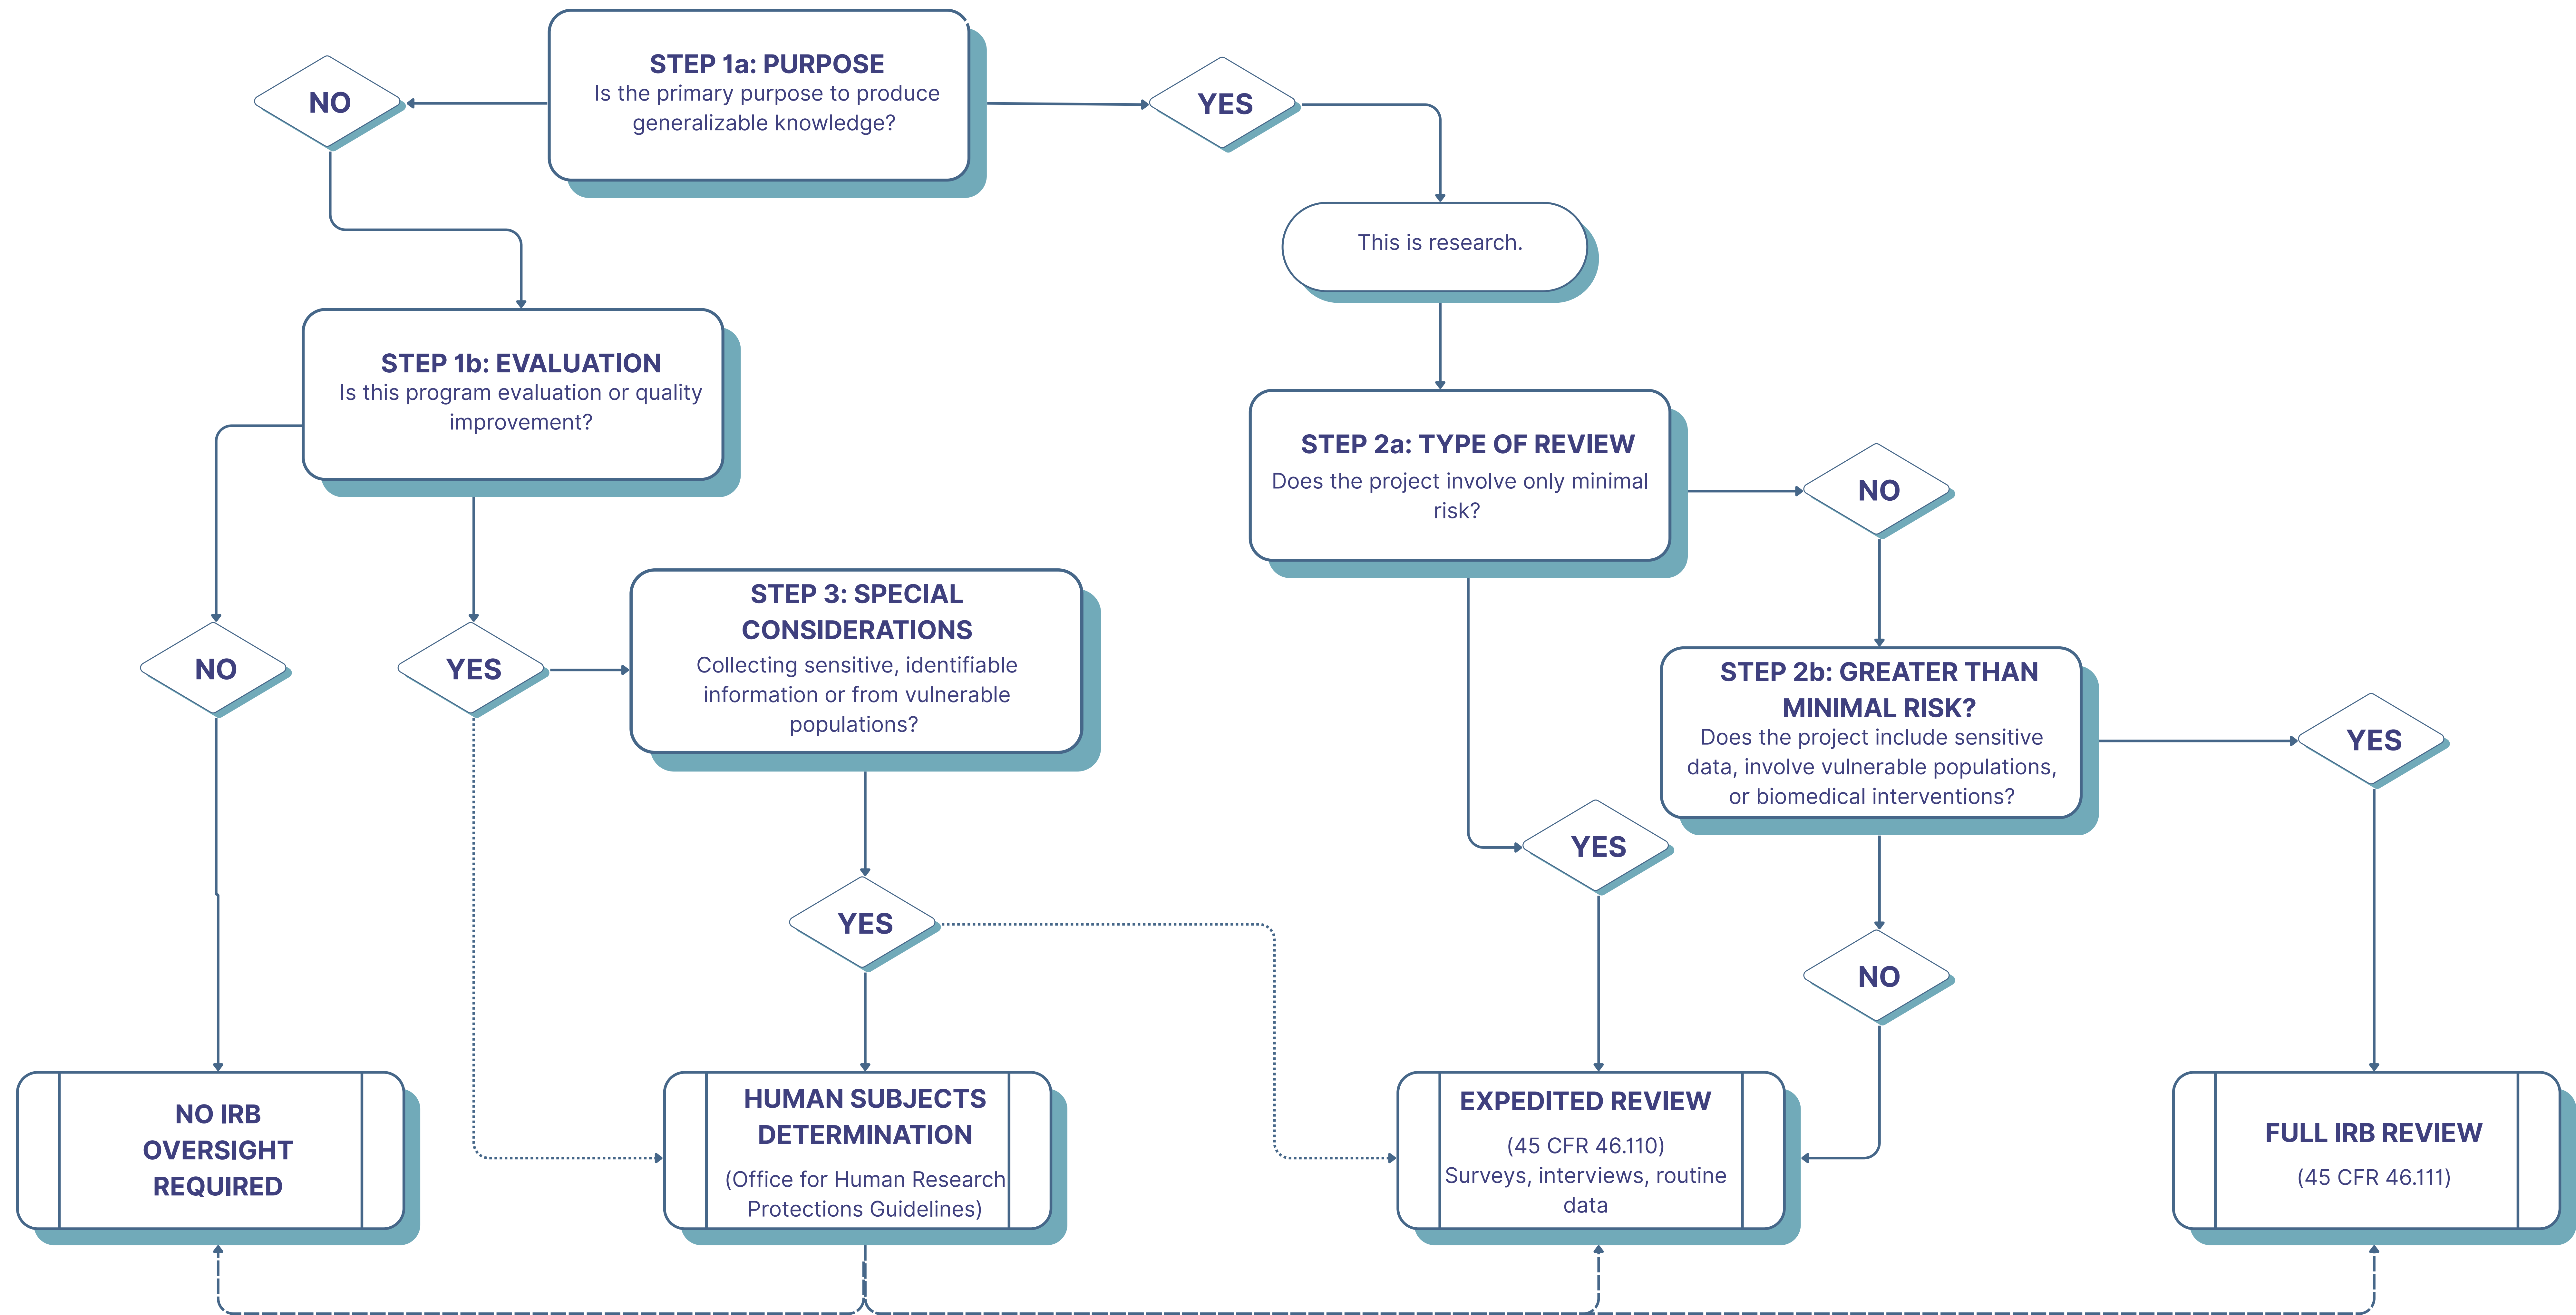 STEP 1a: PURPOSE
Is the primary purpose to produce
generalizable knowledge?
NO
YES
This is research.
STEP 1b: EVALUATION
Is this program evaluation or quality
improvement?
STEP 2a: TYPE OF REVIEW
Does the project involve only minimal
risk?
NO
STEP 3: SPECIAL
CONSIDERATIONS
Collecting sensitive, identifiable
information or from vulnerable
populations?
NO
YES
STEP 2b: GREATER THAN
MINIMAL RISK?
Does the project include sensitive
data, involve vulnerable populations,
or biomedical interventions?
YES
YES
YES
NO
NO IRB
OVERSIGHT
REQUIRED
HUMAN SUBJECTS
DETERMINATION
(Office for Human Research
Protections Guidelines)
EXPEDITED REVIEW
(45 CFR 46.110)
Surveys, interviews, routine
data
FULL IRB REVIEW
(45 CFR 46.111)